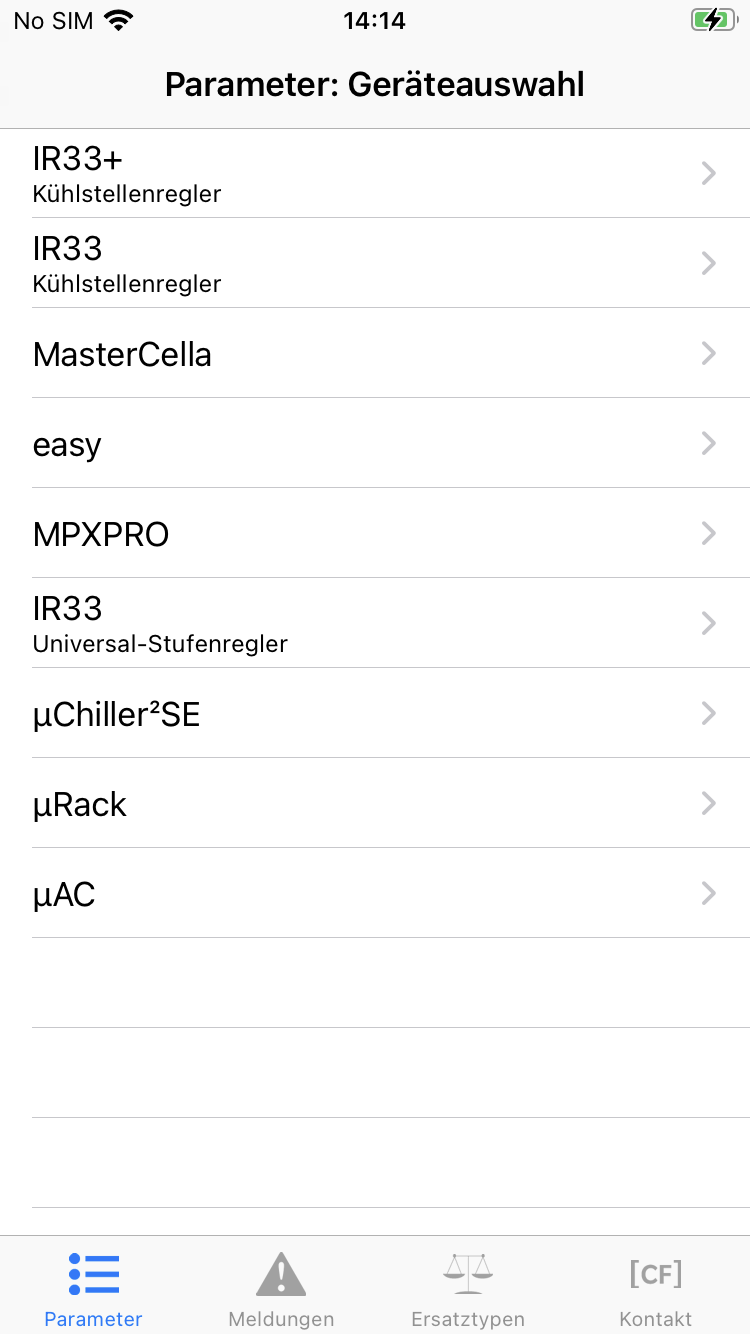 No SIM 14:14
Parameter: Geräteauswahl
IR33+
Kühlstellenregler
IR33
Kühlstellenregler
MasterCella
easy
MPXPRO
IR33
Universal-Stufenregler
µChiller²SE
µRack
µAC
[CF]
Parameter Meldungen Ersatztypen Kontakt